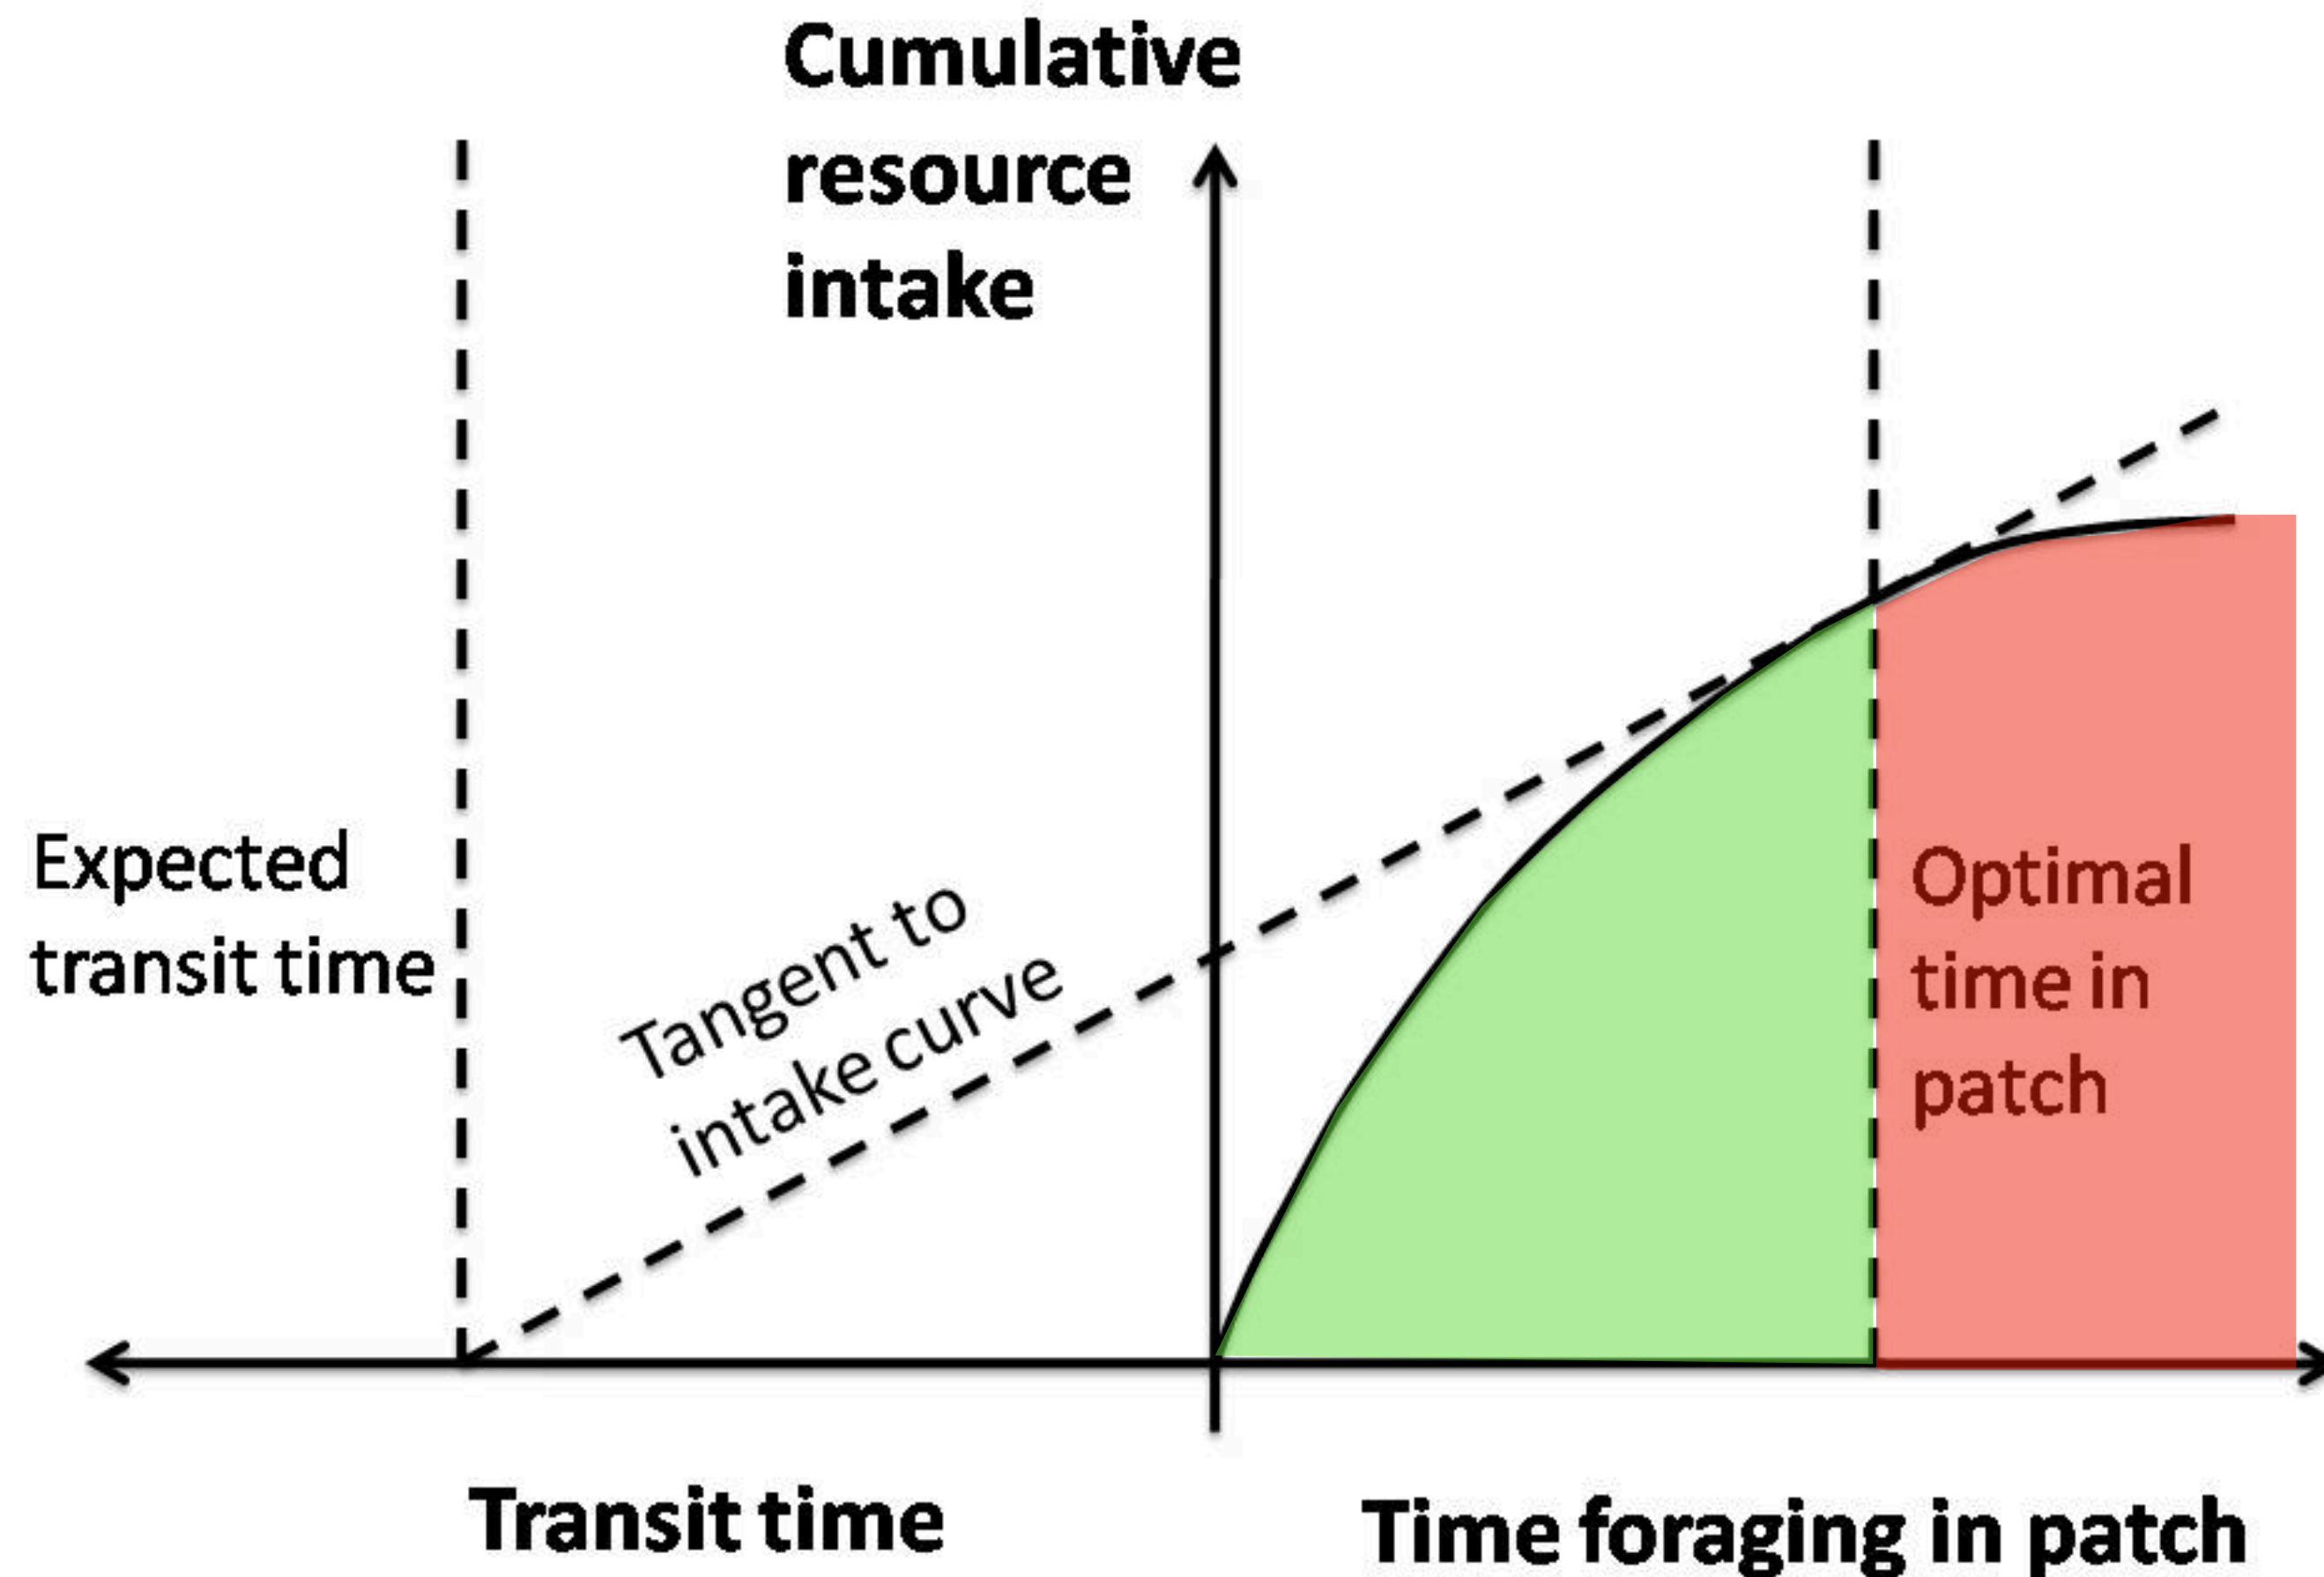 Cumulative
resource
intake
Expected
transit time
Tangent to
intake curve
Optimal
time in
patch
Transit time
Time foraging in patch